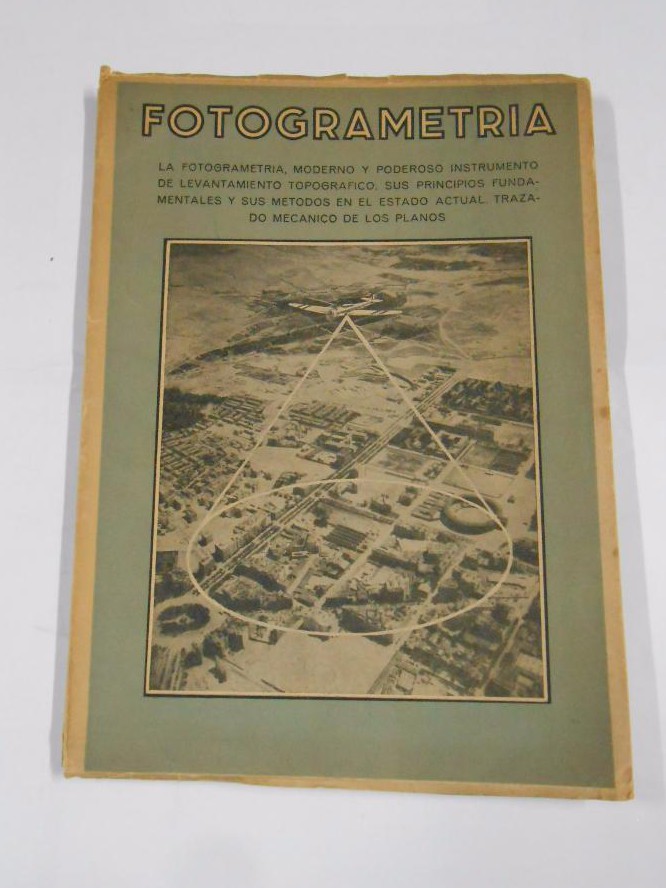 FOTOGRAMETRIA
LA FOTOGRAMETRIA, MODERNO Y PODEROSO INSTRUMENTO
DE LEVANTAMIENTO TOPOGRAFICO. SUS PRINCIPIOS FUNDA-
MENTALES Y SUS METODOS EN EL ESTADO ACTUAL. TRAZA-
DO MECANICO DE LOS PLANOS